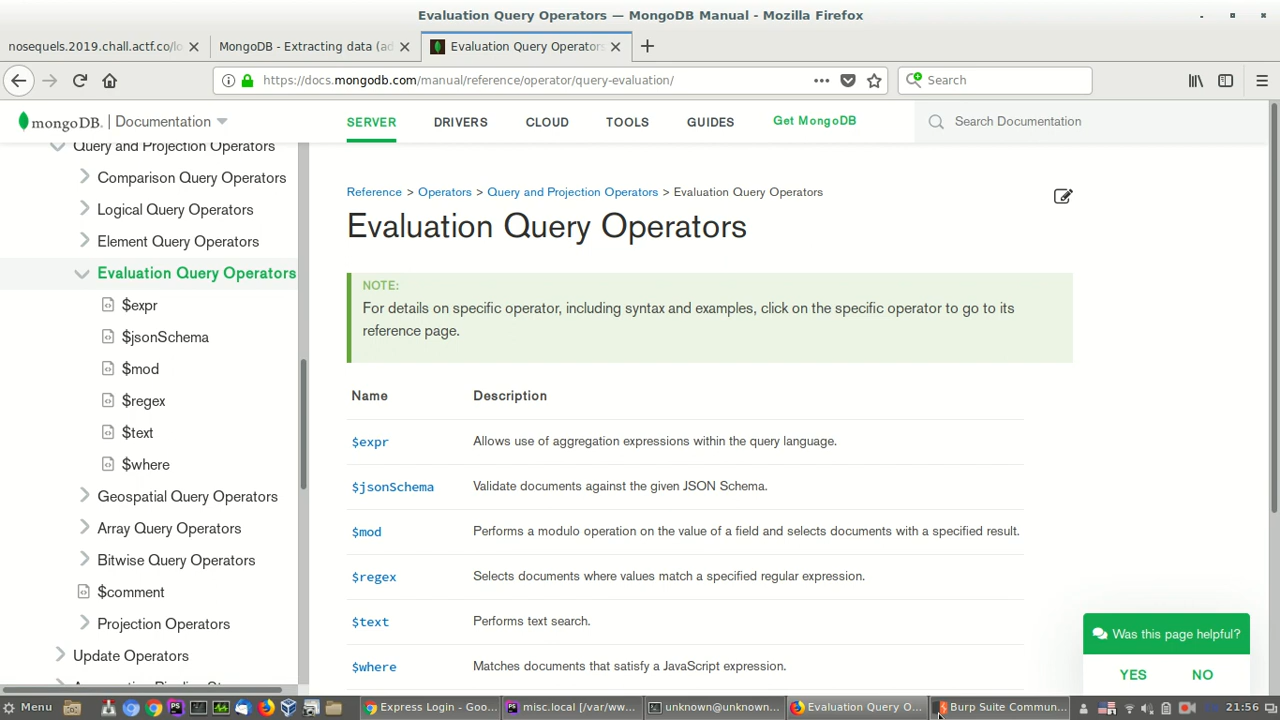 Evaluation Query Operators — MongoDB Manual - Mozilla Firefox
nosequels.2019.chall.actf.co/lo
MongoDB - Extracting data (ad
Evaluation Query Operators
https://docs.mongodb.com/manual/reference/operator/query-evaluation/
Search
mongoDB. | Documentation
SERVER
DRIVERS
CLOUD
TOOLS
GUIDES
Get MongoDB
Search Documentation
Query and Projection Operators
Comparison Query Operators
Logical Query Operators
Element Query Operators
Evaluation Query Operators
$expr
$jsonSchema
$mod
$regex
$text
$where
Geospatial Query Operators
Array Query Operators
Bitwise Query Operators
$comment
Projection Operators
Update Operators
Reference > Operators > Query and Projection Operators > Evaluation Query Operators
Evaluation Query Operators
NOTE:
For details on specific operator, including syntax and examples, click on the specific operator to go to its
reference page.
Name Description
$expr Allows use of aggregation expressions within the query language.
$jsonSchema Validate documents against the given JSON Schema.
$mod Performs a modulo operation on the value of a field and selects documents with a specified result.
$regex Selects documents where values match a specified regular expression.
$text Performs text search.
$where Matches documents that satisfy a JavaScript expression.
Was this page helpful?
YES NO
Menu
Express Login - Goo...
misc.local [/var/ww...
unknown@unknown...
Evaluation Query O...
Burp Suite Commun...
21:56